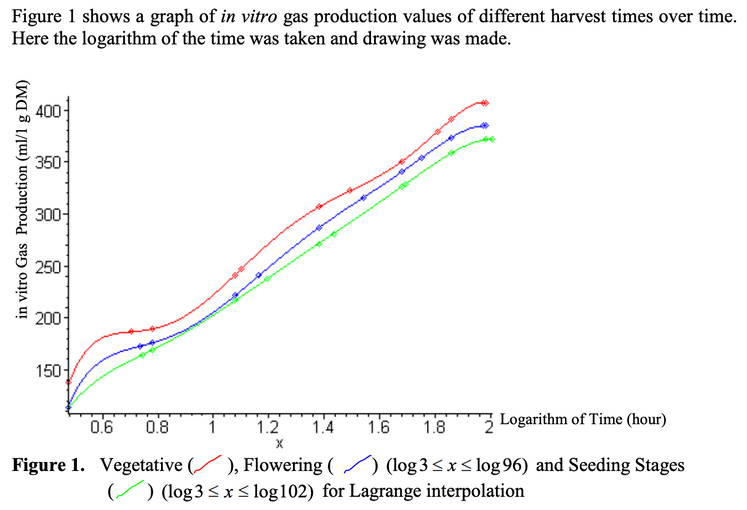 Figure 1 shows a graph of in vitro gas production values of different harvest times over time.
Here the logarithm of the time was taken and drawing was made.
in vitro Gas Production (ml/1 g DM)
400
350
300
250
200
150
0.6 0.8 1 1.2 1.4 1.6 1.8 2
x
Logarithm of Time (hour)
Figure 1. Vegetative ( ), Flowering ( ) (log3 ≤ x ≤ log96) and Seeding Stages
( ) (log3 ≤ x ≤ log102) for Lagrange interpolation